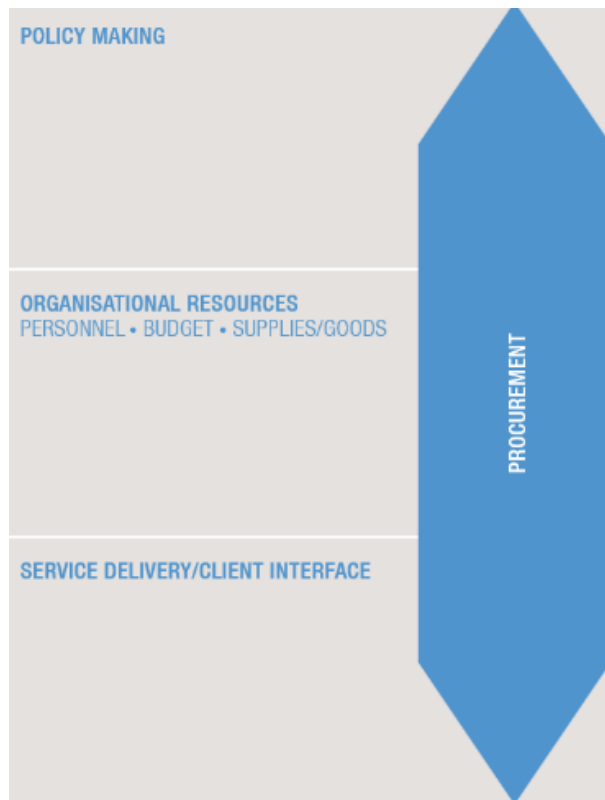 POLICY MAKING
ORGANISATIONAL RESOURCES
PERSONNEL • BUDGET • SUPPLIES/GOODS
PROCUREMENT
SERVICE DELIVERY/CLIENT INTERFACE